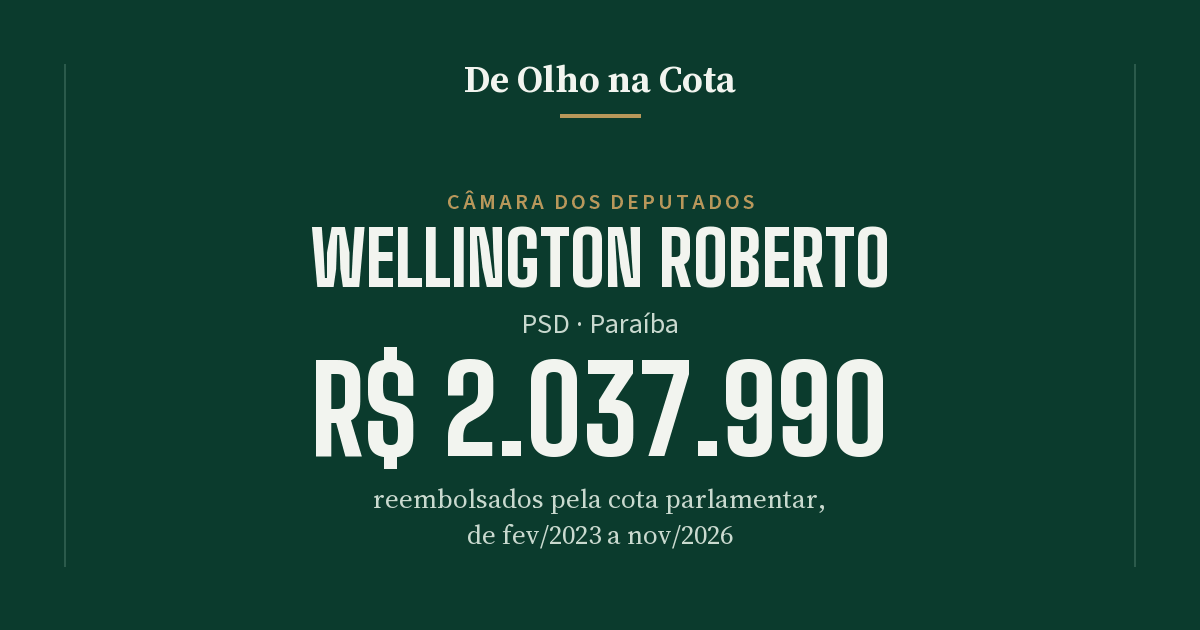 De Olho na Cota
CÂMARA DOS DEPUTADOS
WELLINGTON ROBERTO
PSD · Paraíba
R$ 2.037.990
reembolsados pela cota parlamentar,
de fev/2023 a nov/2026